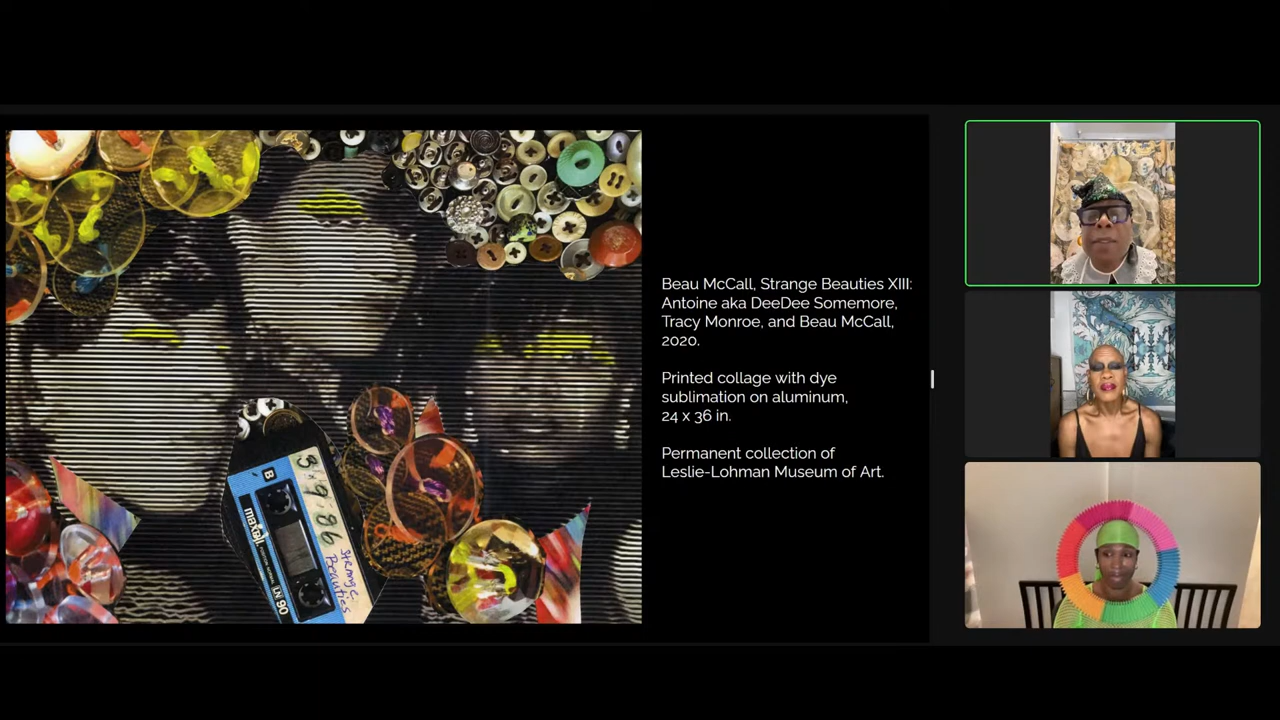 Beau McCall, Strange Beauties XIII:
Antoine aka DeeDee Somemore,
Tracy Monroe, and Beau McCall,
2020.
Printed collage with dye
sublimation on aluminum,
24 x 36 in.
Permanent collection of
Leslie-Lohman Museum of Art.
B
maxell
LN 90
3·9·86
Strange
Beauties